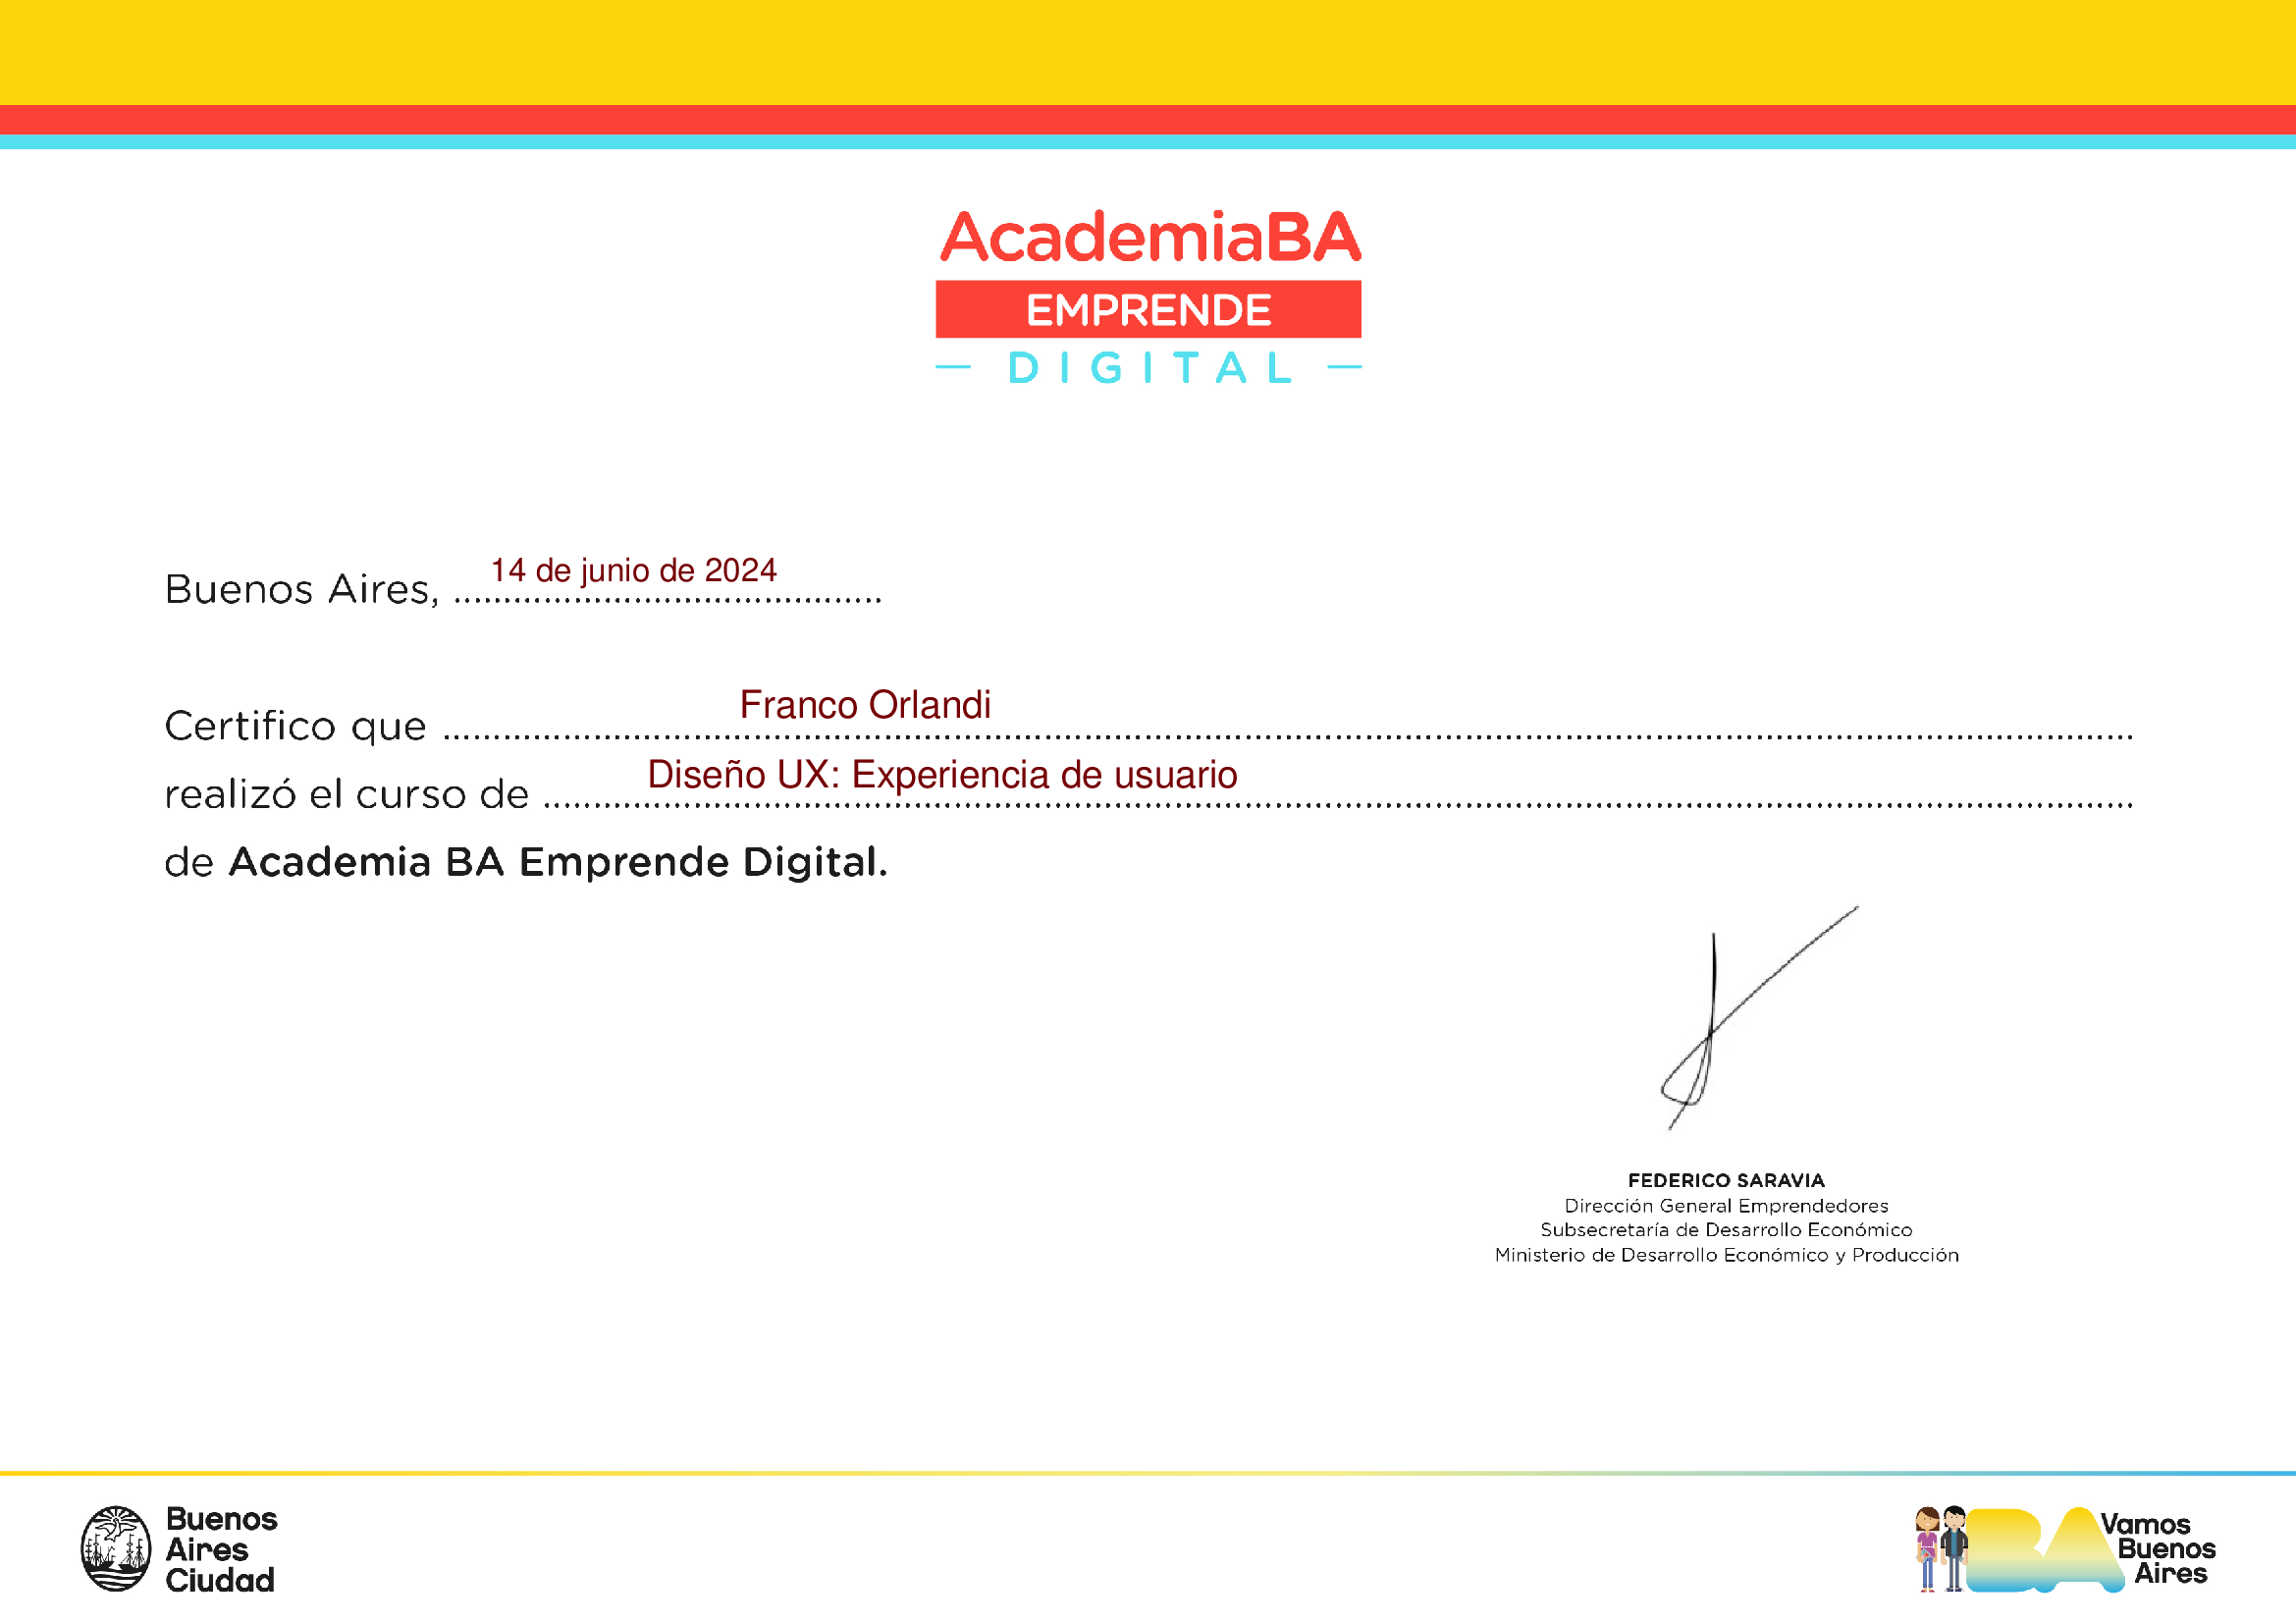 AcademiaBA
EMPRENDE
DIGITAL
Buenos Aires, 14 de junio de 2024
Certifico que Franco Orlandi
realizó el curso de Diseño UX: Experiencia de usuario
de Academia BA Emprende Digital.
FEDERICO SARAVIA
Dirección General Emprendedores
Subsecretaría de Desarrollo Económico
Ministerio de Desarrollo Económico y Producción
Buenos
Aires
Ciudad
BA
Vamos
Buenos
Aires